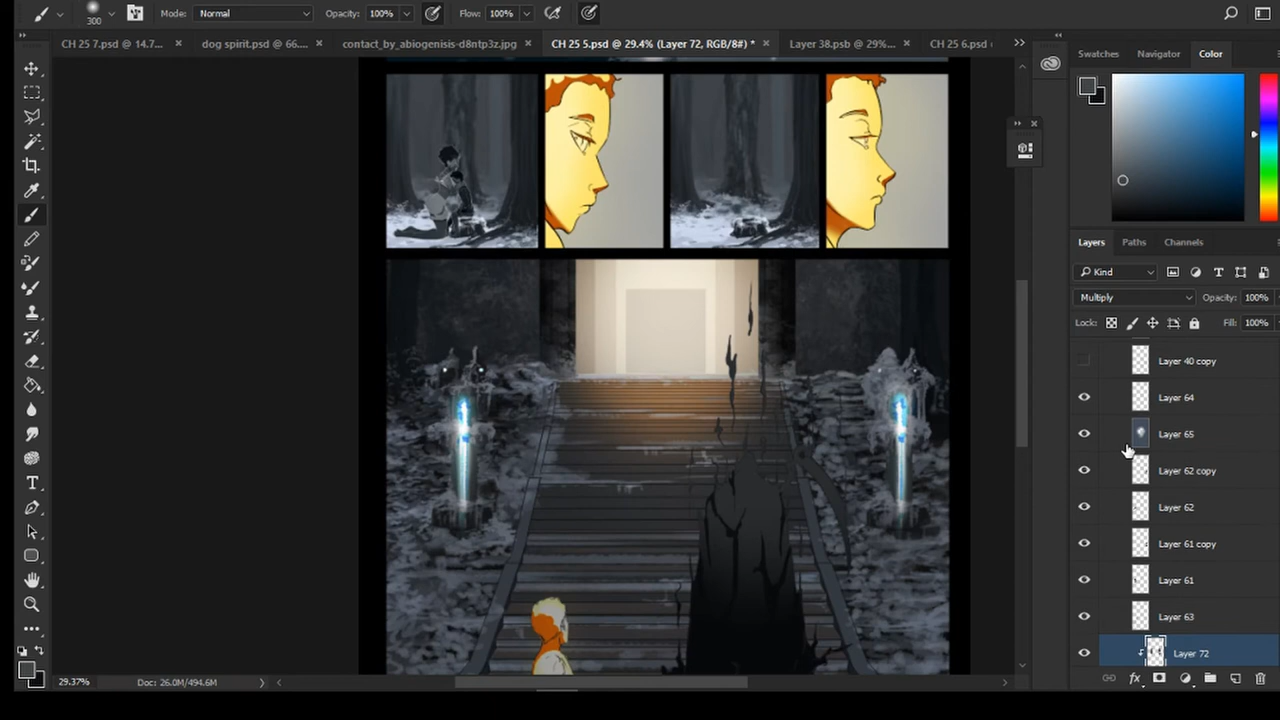 300 Mode: Normal Opacity: 100% Flow: 100%
CH 25 7.psd @ 14.7... × dog spirit.psd @ 66.... × contact_by_abiogenisis-d8ntp3z.jpg × CH 25 5.psd @ 29.4% (Layer 72, RGB/8#) * × Layer 38.psb @ 29%... × CH 25 6.psd
Swatches Navigator Color
Layers Paths Channels
Kind
Multiply Opacity: 100%
Lock: Fill: 100%
Layer 40 copy
Layer 64
Layer 65
Layer 62 copy
Layer 62
Layer 61 copy
Layer 61
Layer 63
Layer 72
29.37% Doc: 26.0M/494.6M